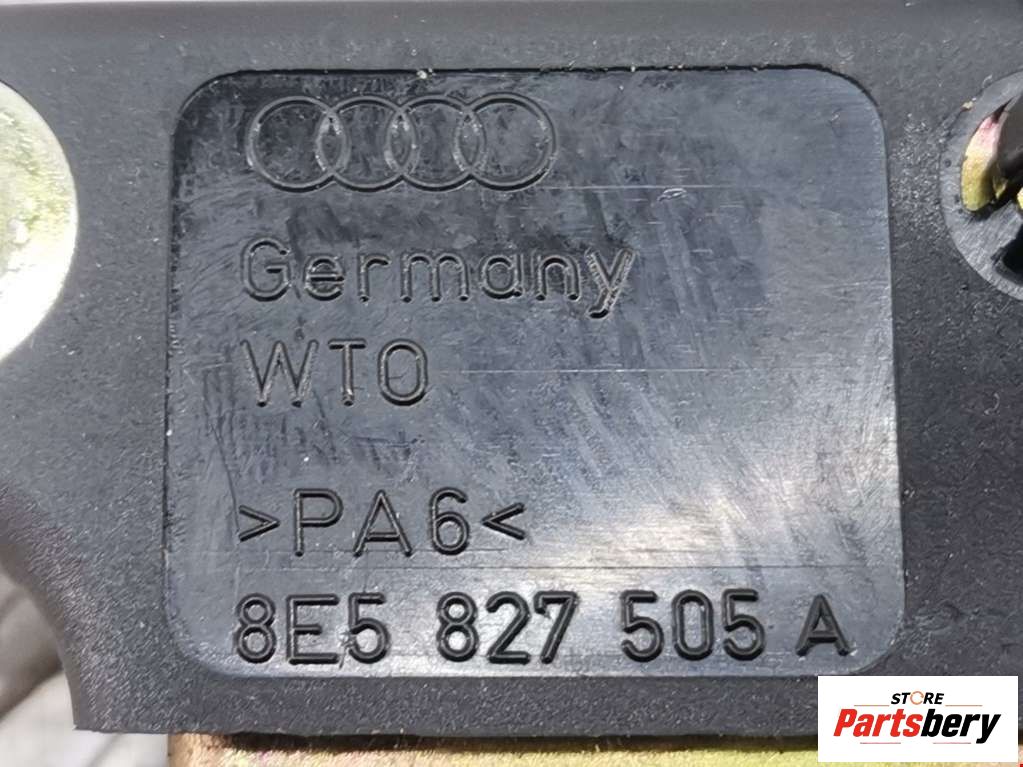 Germany
WTO
>PA6<
8E5 827 505 A
STORE
Partsbery